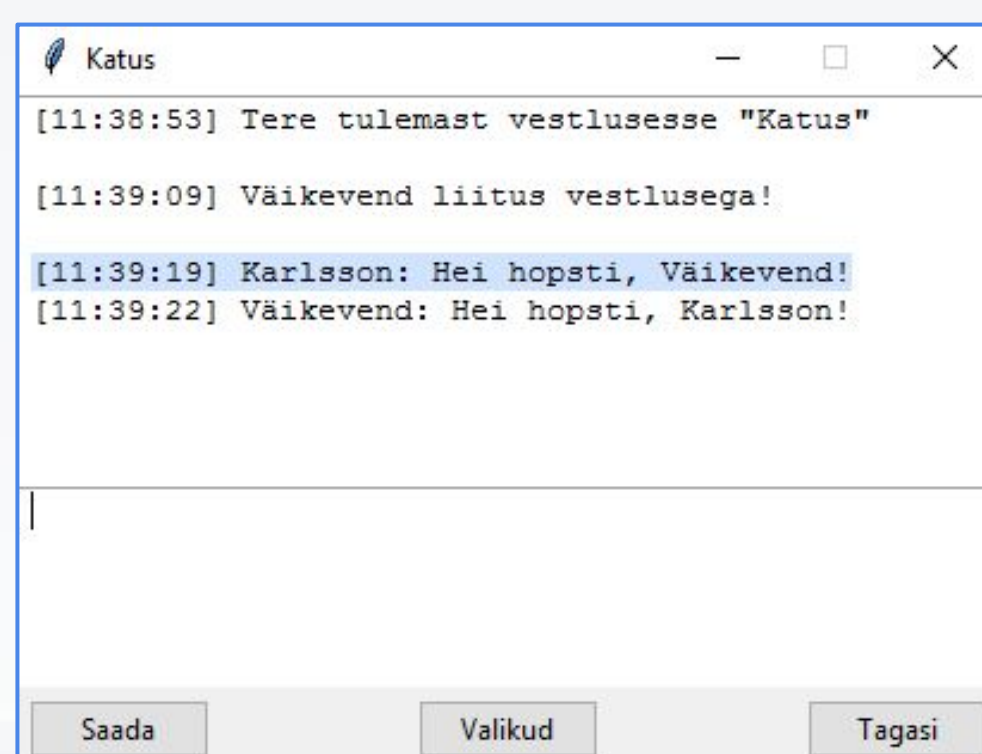 Katus
[11:38:53] Tere tulemast vestlusesse "Katus"
[11:39:09] Väikevend liitus vestlusega!
[11:39:19] Karlsson: Hei hopsti, Väikevend!
[11:39:22] Väikevend: Hei hopsti, Karlsson!
Saada Valikud Tagasi